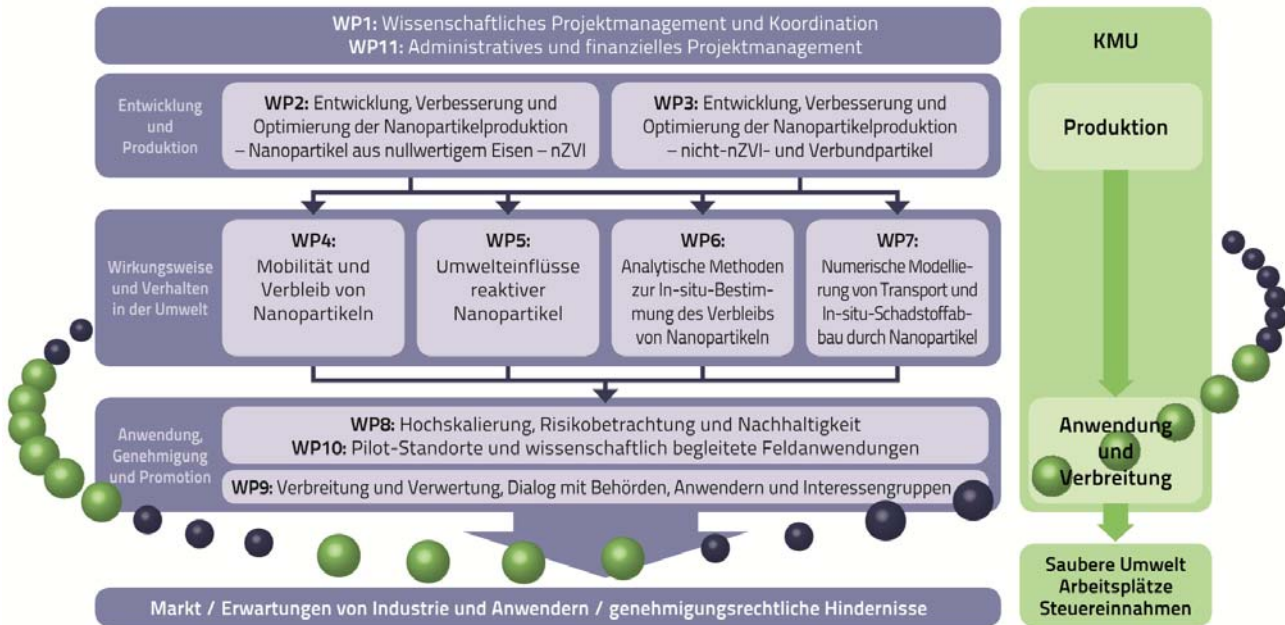 WP1: Wissenschaftliches Projektmanagement und Koordination
WP11: Administratives und finanzielles Projektmanagement
Entwicklung
und
Produktion
WP2: Entwicklung, Verbesserung und
Optimierung der Nanopartikelproduktion
– Nanopartikel aus nullwertigem Eisen – nZVI
WP3: Entwicklung, Verbesserung und
Optimierung der Nanopartikelproduktion
– nicht-nZVI- und Verbundpartikel
Wirkungsweise
und Verhalten
in der Umwelt
WP4:
Mobilität und
Verbleib von
Nanopartikeln
WP5:
Umwelteinflüsse
reaktiver
Nanopartikel
WP6:
Analytische Methoden
zur In-situ-Bestim-
mung des Verbleibs
von Nanopartikeln
WP7:
Numerische Modellie-
rung von Transport und
In-situ-Schadstoffab-
bau durch Nanopartikel
Anwendung,
Genehmigung
und Promotion
WP8: Hochskalierung, Risikobetrachtung und Nachhaltigkeit
WP10: Pilot-Standorte und wissenschaftlich begleitete Feldanwendungen
WP9: Verbreitung und Verwertung, Dialog mit Behörden, Anwendern und Interessengruppen
Markt / Erwartungen von Industrie und Anwendern / genehmigungsrechtliche Hindernisse
KMU
Produktion
Anwendung
und
Verbreitung
Saubere Umwelt
Arbeitsplätze
Steuereinnahmen